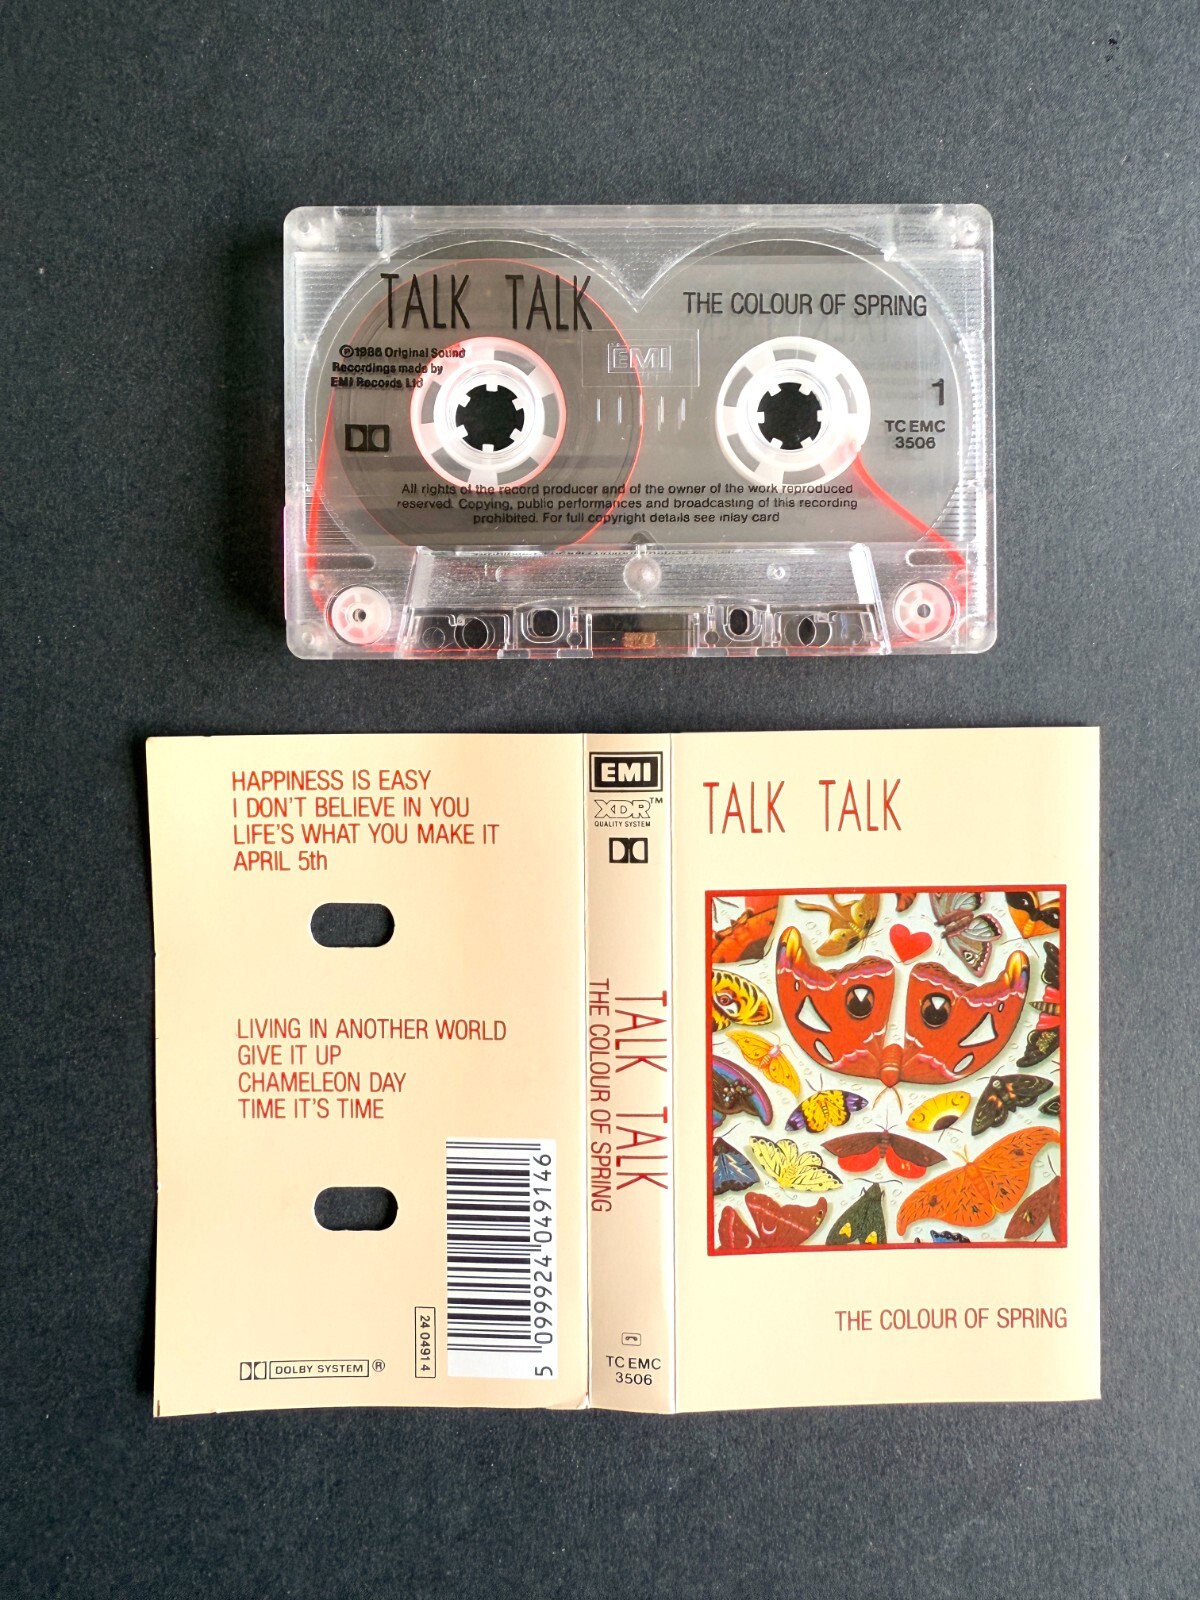 TALK TALK
THE COLOUR OF SPRING
℗1986 Original Sound
Recordings made by
EMI Records Ltd
EMI
1
TC EMC
3506
All rights of the record producer and of the owner of the work reproduced
reserved. Copying, public performances and broadcasting of this recording
prohibited. For full copyright details see inlay card
HAPPINESS IS EASY
I DON'T BELIEVE IN YOU
LIFE'S WHAT YOU MAKE IT
APRIL 5th
LIVING IN ANOTHER WORLD
GIVE IT UP
CHAMELEON DAY
TIME IT'S TIME
DOLBY SYSTEM ®
24 0491 4
5 099924 049146
EMI
XDR™
QUALITY SYSTEM
TALK TALK
THE COLOUR OF SPRING
TC EMC
3506
TALK TALK
THE COLOUR OF SPRING